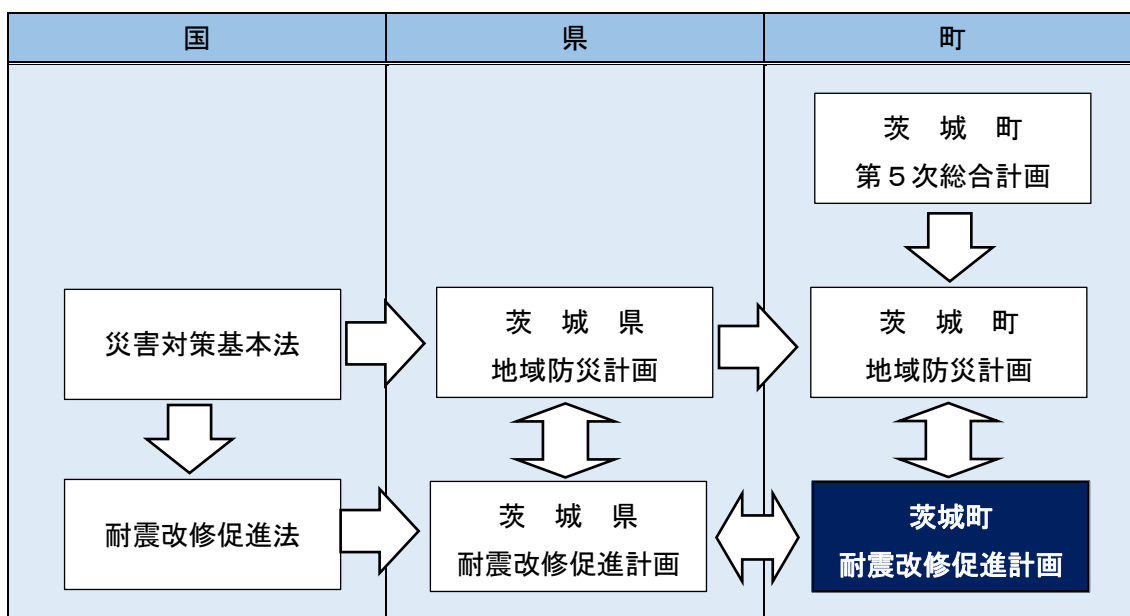 国
県
町
茨 城 町
第５次総合計画
災害対策基本法
茨 城 県
地域防災計画
茨 城 町
地域防災計画
耐震改修促進法
茨 城 県
耐震改修促進計画
茨城町
耐震改修促進計画